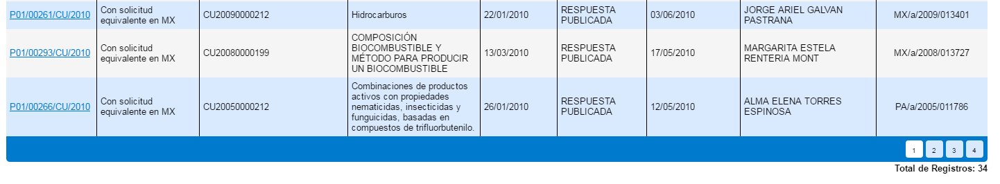 P01/00261/CU/2010 Con solicitud equivalente en MX CU20090000212 Hidrocarburos 22/01/2010 RESPUESTA PUBLICADA 03/06/2010 JORGE ARIEL GALVAN PASTRANA MX/a/2009/013401
P01/00293/CU/2010 Con solicitud equivalente en MX CU20080000199 COMPOSICIÓN BIOCOMBUSTIBLE Y MÉTODO PARA PRODUCIR UN BIOCOMBUSTIBLE 13/03/2010 RESPUESTA PUBLICADA 17/05/2010 MARGARITA ESTELA RENTERIA MONT MX/a/2008/013727
P01/00266/CU/2010 Con solicitud equivalente en MX CU20050000212 Combinaciones de productos activos con propiedades nematicidas, insecticidas y funguicidas, basadas en compuestos de trifluorbutenilo. 26/01/2010 RESPUESTA PUBLICADA 12/05/2010 ALMA ELENA TORRES ESPINOSA PA/a/2005/011786
1 2 3 4
Total de Registros: 34